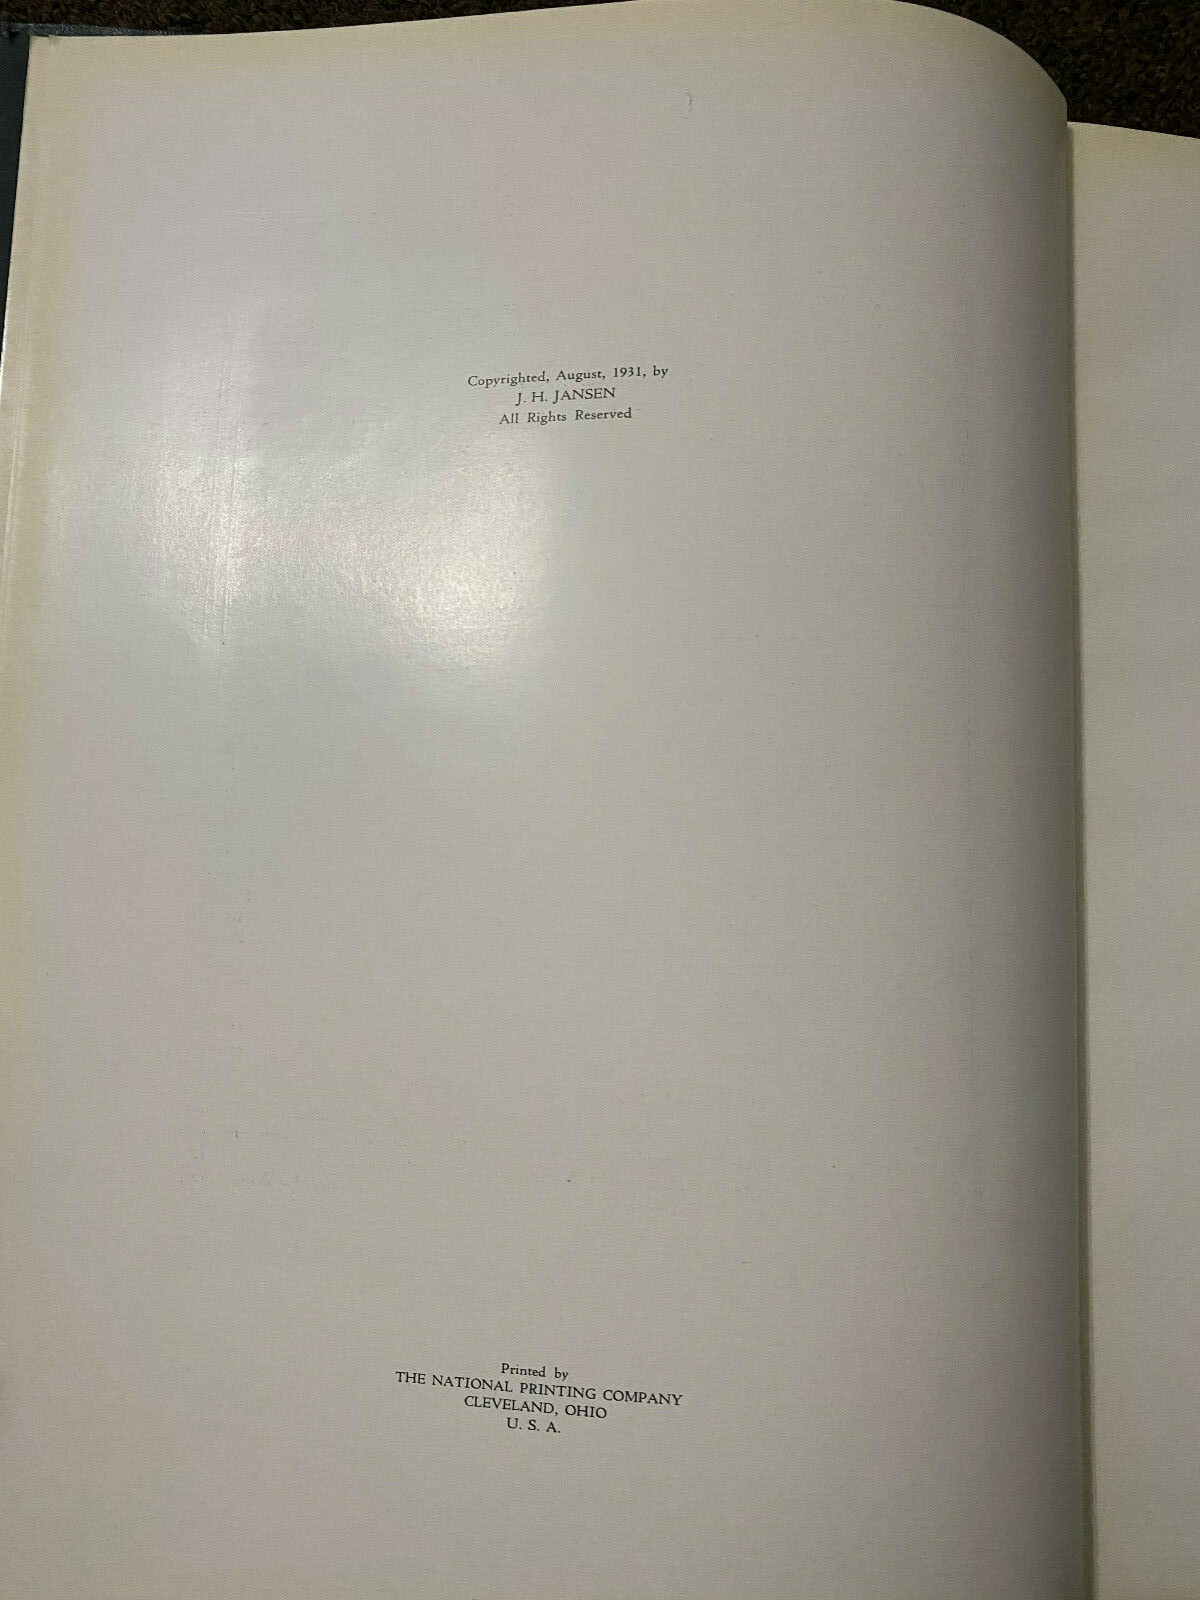 Copyrighted, August, 1931, by
J. H. JANSEN
All Rights Reserved
Printed by
THE NATIONAL PRINTING COMPANY
CLEVELAND, OHIO
U. S. A.